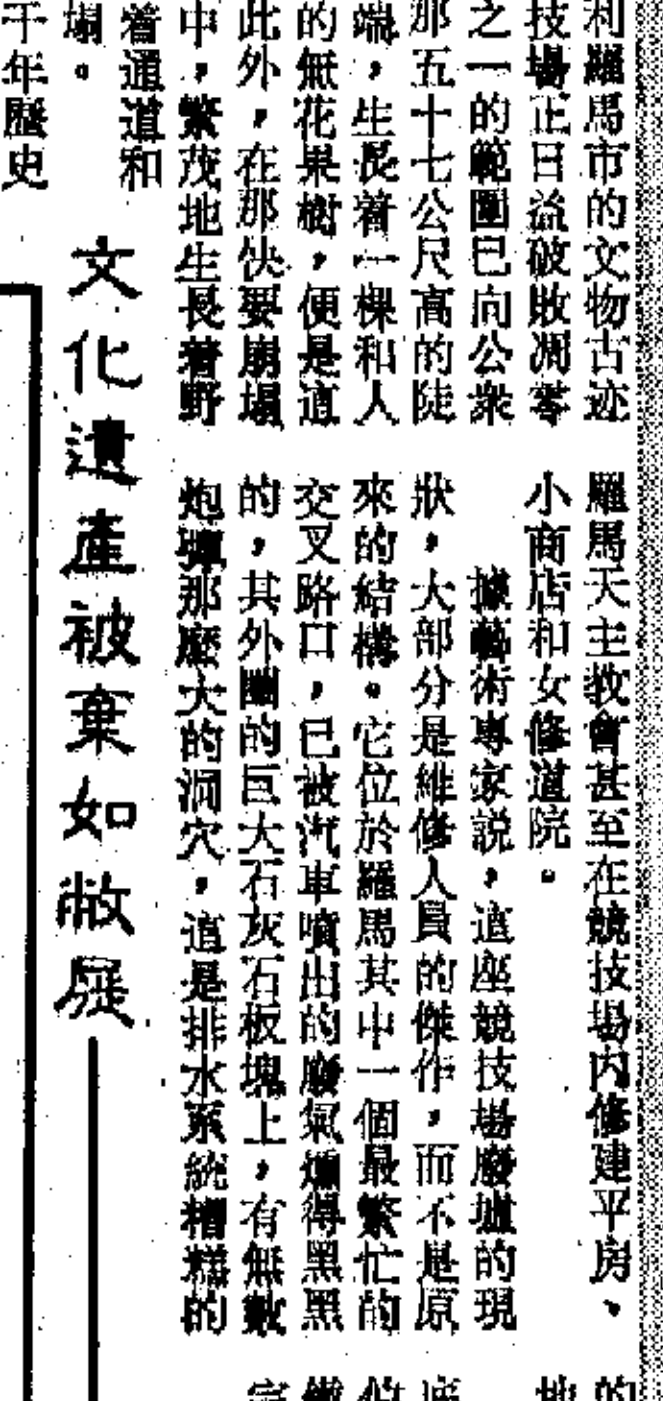 利羅馬市的文物古迹
技場正日益破敗凋零
之一的範圍已向公衆
那五十七公尺高的陡
端，生長着一棵和人
的無花果樹，便是這
此外，在那快要崩塌
中，繁茂地生長着野
着通道和
塌。
千年歷史
文化遺產被棄如敝屣
羅馬天主教會甚至在競技場内修建平房、
小商店和女修道院。
據藝術專家説，這座競技場廢墟的現
狀，大部分是維修人員的傑作，而不是原
來的結構。它位於羅馬其中一個最繁忙的
交叉路口，已被汽車噴出的廢氣燻得黑黑
的，其外圈的巨大石灰石板塊上，有無數
炮彈那麽大的洞穴，這是排水系統糟糕的
的
地